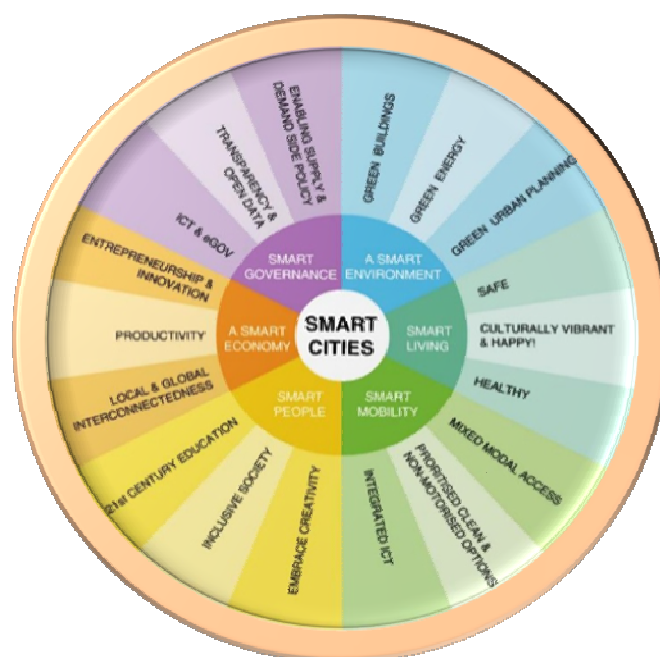 SMART
CITIES
A SMART
ENVIRONMENT
GREEN BUILDINGS
GREEN ENERGY
GREEN URBAN PLANNING
SMART
LIVING
SAFE
CULTURALLY VIBRANT
& HAPPY!
HEALTHY
SMART
MOBILITY
MIXED MODAL ACCESS
PRIORITISED CLEAN &
NON-MOTORISED OPTIONS
INTEGRATED ICT
SMART
PEOPLE
EMBRACE CREATIVITY
INCLUSIVE SOCIETY
21st CENTURY EDUCATION
A SMART
ECONOMY
LOCAL & GLOBAL
INTERCONNECTEDNESS
PRODUCTIVITY
ENTREPRENEURSHIP &
INNOVATION
SMART
GOVERNANCE
ICT & eGOV
TRANSPARENCY &
OPEN DATA
ENABLING SUPPLY &
DEMAND SIDE POLICY